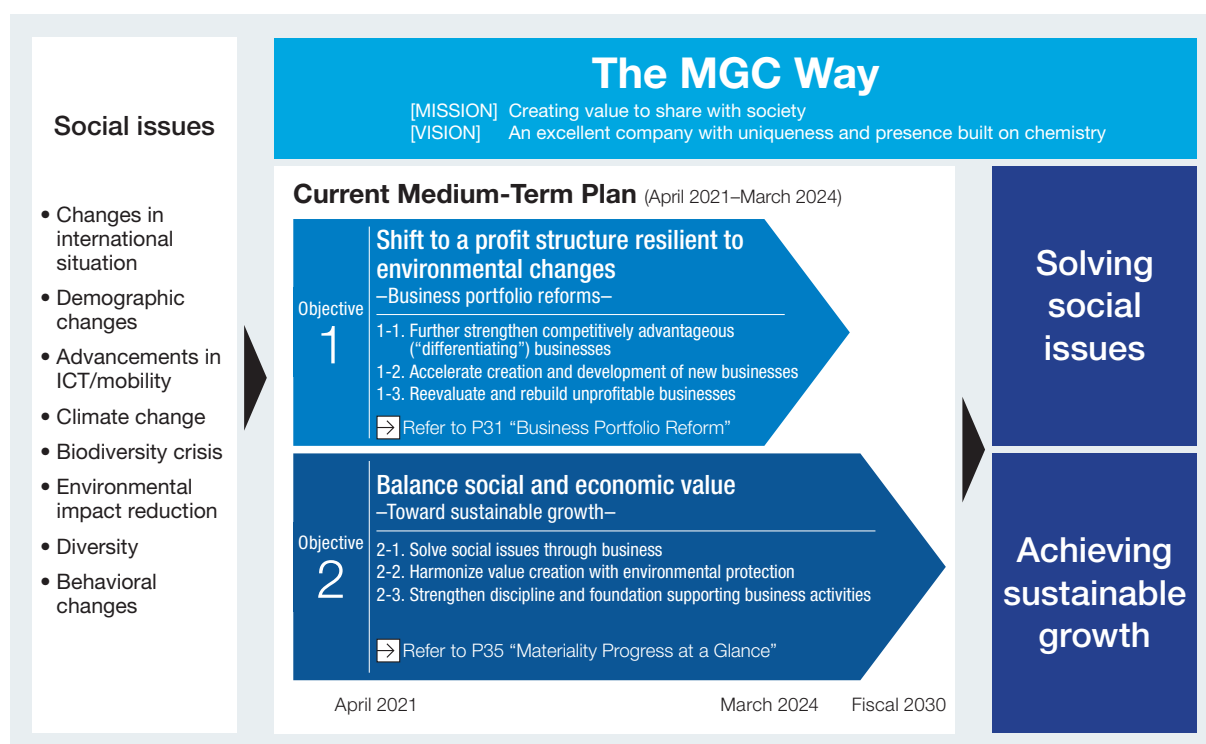 Social issues
• Changes in
international
situation
• Demographic
changes
• Advancements in
ICT/mobility
• Climate change
• Biodiversity crisis
• Environmental
impact reduction
• Diversity
• Behavioral
changes
The MGC Way
[MISSION] Creating value to share with society
[VISION] An excellent company with uniqueness and presence built on chemistry
Current Medium-Term Plan (April 2021–March 2024)
Objective
1
Shift to a profit structure resilient to
environmental changes
–Business portfolio reforms–
1-1. Further strengthen competitively advantageous
(“differentiating”) businesses
1-2. Accelerate creation and development of new businesses
1-3. Reevaluate and rebuild unprofitable businesses
→ Refer to P31 “Business Portfolio Reform”
Objective
2
Balance social and economic value
–Toward sustainable growth–
2-1. Solve social issues through business
2-2. Harmonize value creation with environmental protection
2-3. Strengthen discipline and foundation supporting business activities
→ Refer to P35 “Materiality Progress at a Glance”
April 2021 March 2024 Fiscal 2030
Solving
social
issues
Achieving
sustainable
growth